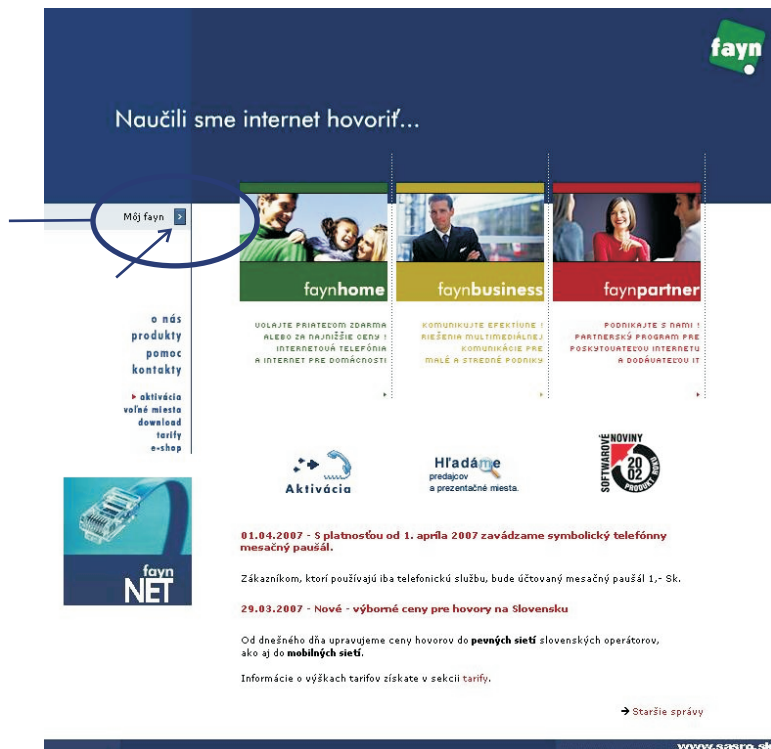 fayn
Naučili sme internet hovoriť...
Môj fayn
faynhome
faynbusiness
faynpartner
VOLAJTE PRIATEĽOM ZDARMA
ALEBO ZA NAJNIŽŠIE CENY !
INTERNETOVÁ TELEFÓNIA
A INTERNET PRE DOMÁCNOSTI
KOMUNIKUJTE EFEKTÍVNE !
RIEŠENIA MULTIMEDIÁLNEJ
KOMUNIKÁCIE PRE
MALÉ A STREDNÉ PODNIKY
PODNIKAJTE S NAMI !
PARTNERSKÝ PROGRAM PRE
POSKYTOVATEĽOV INTERNETU
A DODÁVATEĽOV IT
o nás
produkty
pomoc
kontakty
aktivácia
voľné miesta
download
tarify
e-shop
Aktivácia
Hľadáme
predajcov
a prezentačné miesta.
SOFTWAROVÉ NOVINY
2002
PRODUKT ROKU
fayn
NET
01.04.2007 - S platnosťou od 1. apríla 2007 zavádzame symbolický telefónny
mesačný paušál.
Zákazníkom, ktorí používajú iba telefonickú službu, bude účtovaný mesačný paušál 1,- Sk.
29.03.2007 - Nové - výborné ceny pre hovory na Slovensku
Od dnešného dňa upravujeme ceny hovorov do pevných sietí slovenských operátorov,
ako aj do mobilných sietí.
Informácie o výškach tarifov získate v sekcii tarify.
Staršie správy
www.sasro.sk